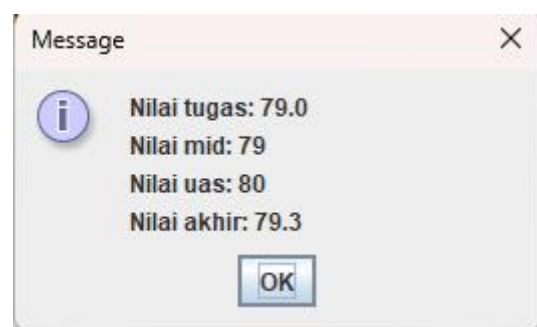 Message
Nilai tugas: 79.0
Nilai mid: 79
Nilai uas: 80
Nilai akhir: 79.3
OK